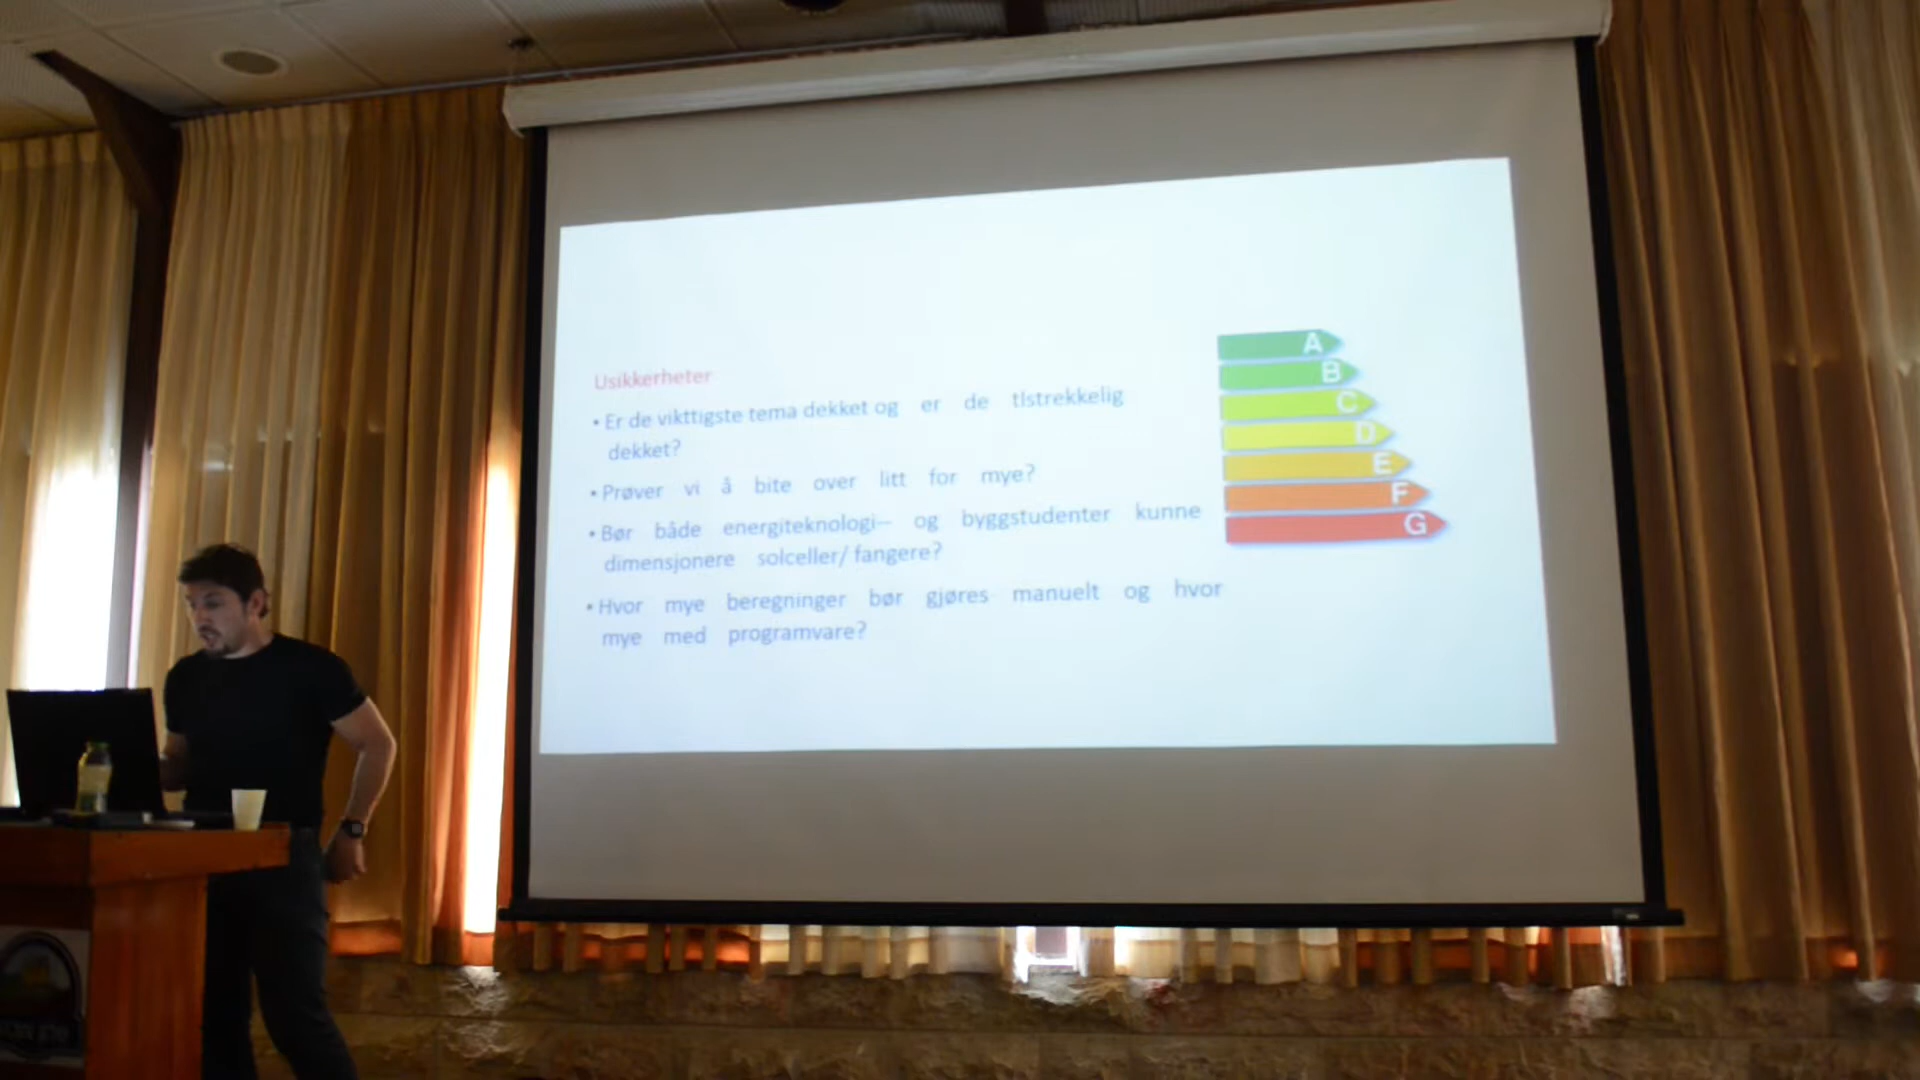 Usikkerheter
• Er de vikttigste tema dekket og er de tlstrekkelig
dekket?
• Prøver vi å bite over litt for mye?
• Bør både energiteknologi– og byggstudenter kunne
dimensjonere solceller/ fangere?
• Hvor mye beregninger bør gjøres manuelt og hvor
mye med programvare?
A
B
C
D
E
F
G